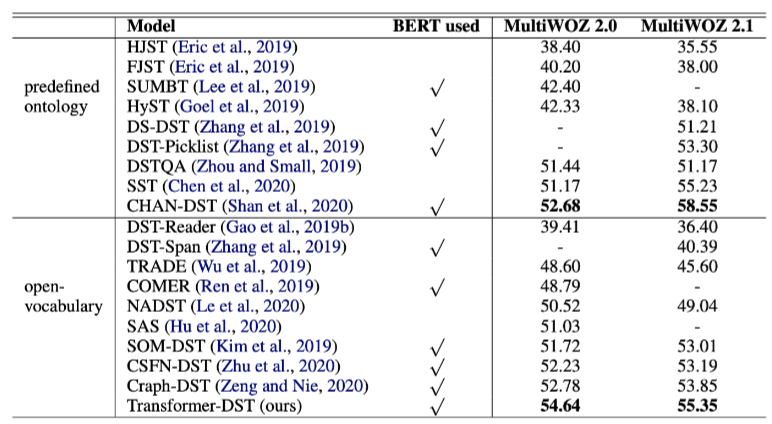 Model BERT used MultiWOZ 2.0 MultiWOZ 2.1
HJST (Eric et al., 2019) 38.40 35.55
FJST (Eric et al., 2019) 40.20 38.00
predefined SUMBT (Lee et al., 2019) ✓ 42.40 -
ontology HyST (Goel et al., 2019) 42.33 38.10
DS-DST (Zhang et al., 2019) ✓ - 51.21
DST-Picklist (Zhang et al., 2019) ✓ - 53.30
DSTQA (Zhou and Small, 2019) 51.44 51.17
SST (Chen et al., 2020) 51.17 55.23
CHAN-DST (Shan et al., 2020) ✓ 52.68 58.55
DST-Reader (Gao et al., 2019b) 39.41 36.40
DST-Span (Zhang et al., 2019) ✓ - 40.39
TRADE (Wu et al., 2019) 48.60 45.60
open- COMER (Ren et al., 2019) ✓ 48.79 -
vocabulary NADST (Le et al., 2020) 50.52 49.04
SAS (Hu et al., 2020) 51.03 -
SOM-DST (Kim et al., 2019) ✓ 51.72 53.01
CSFN-DST (Zhu et al., 2020) ✓ 52.23 53.19
Craph-DST (Zeng and Nie, 2020) ✓ 52.78 53.85
Transformer-DST (ours) ✓ 54.64 55.35